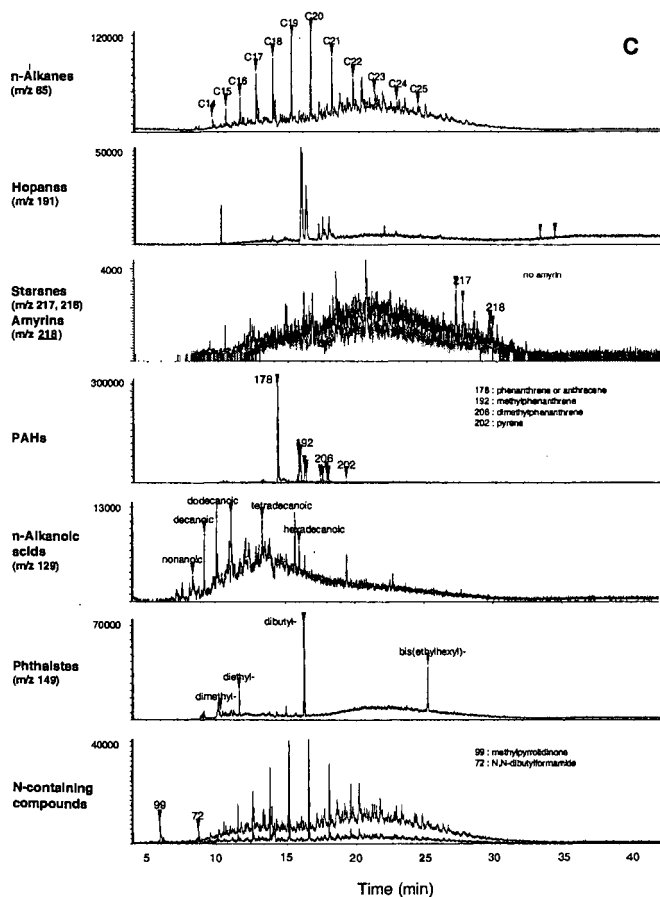 C
120000
n-Alkanes
(m/z 85)
C14
C15
C16
C17
C18
C19
C20
C21
C22
C23
C24
C25
50000
Hopanes
(m/z 191)
4000
Steranes
(m/z 217, 218)
Amyrins
(m/z 218)
217
218
no amyrin
300000
PAHs
178
192
206
202
178 : phenanthrene or anthracene
192 : methylphenanthrene
206 : dimethylphenanthrene
202 : pyrene
13000
n-Alkanoic
acids
(m/z 129)
nonanoic
decanoic
dodecanoic
tetradecanoic
hexadecanoic
70000
Phthalates
(m/z 149)
dimethyl-
diethyl-
dibutyl-
bis(ethylhexyl)-
40000
N-containing
compounds
99
72
99 : methylpyrrolidinone
72 : N,N-dibutylformamide
5 10 15 20 25 30 35 40
Time (min)